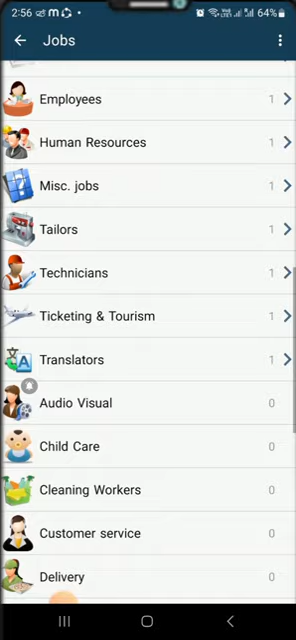 2:56
64%
Jobs
Employees 1
Human Resources 1
Misc. jobs 1
Tailors 1
Technicians 1
Ticketing & Tourism 1
Translators 1
Audio Visual 0
Child Care 0
Cleaning Workers 0
Customer service 0
Delivery 0